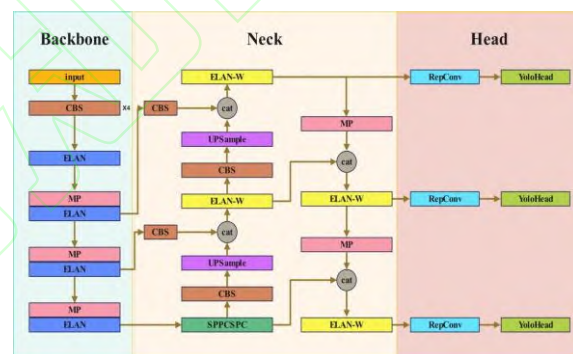 Backbone
Neck
Head
input
CBS
X4
ELAN
MP
ELAN
MP
ELAN
MP
ELAN
ELAN-W
CBS
cat
UPSample
CBS
ELAN-W
CBS
cat
UPSample
CBS
SPPCSPC
MP
cat
ELAN-W
MP
cat
ELAN-W
RepConv
YoloHead
RepConv
YoloHead
RepConv
YoloHead